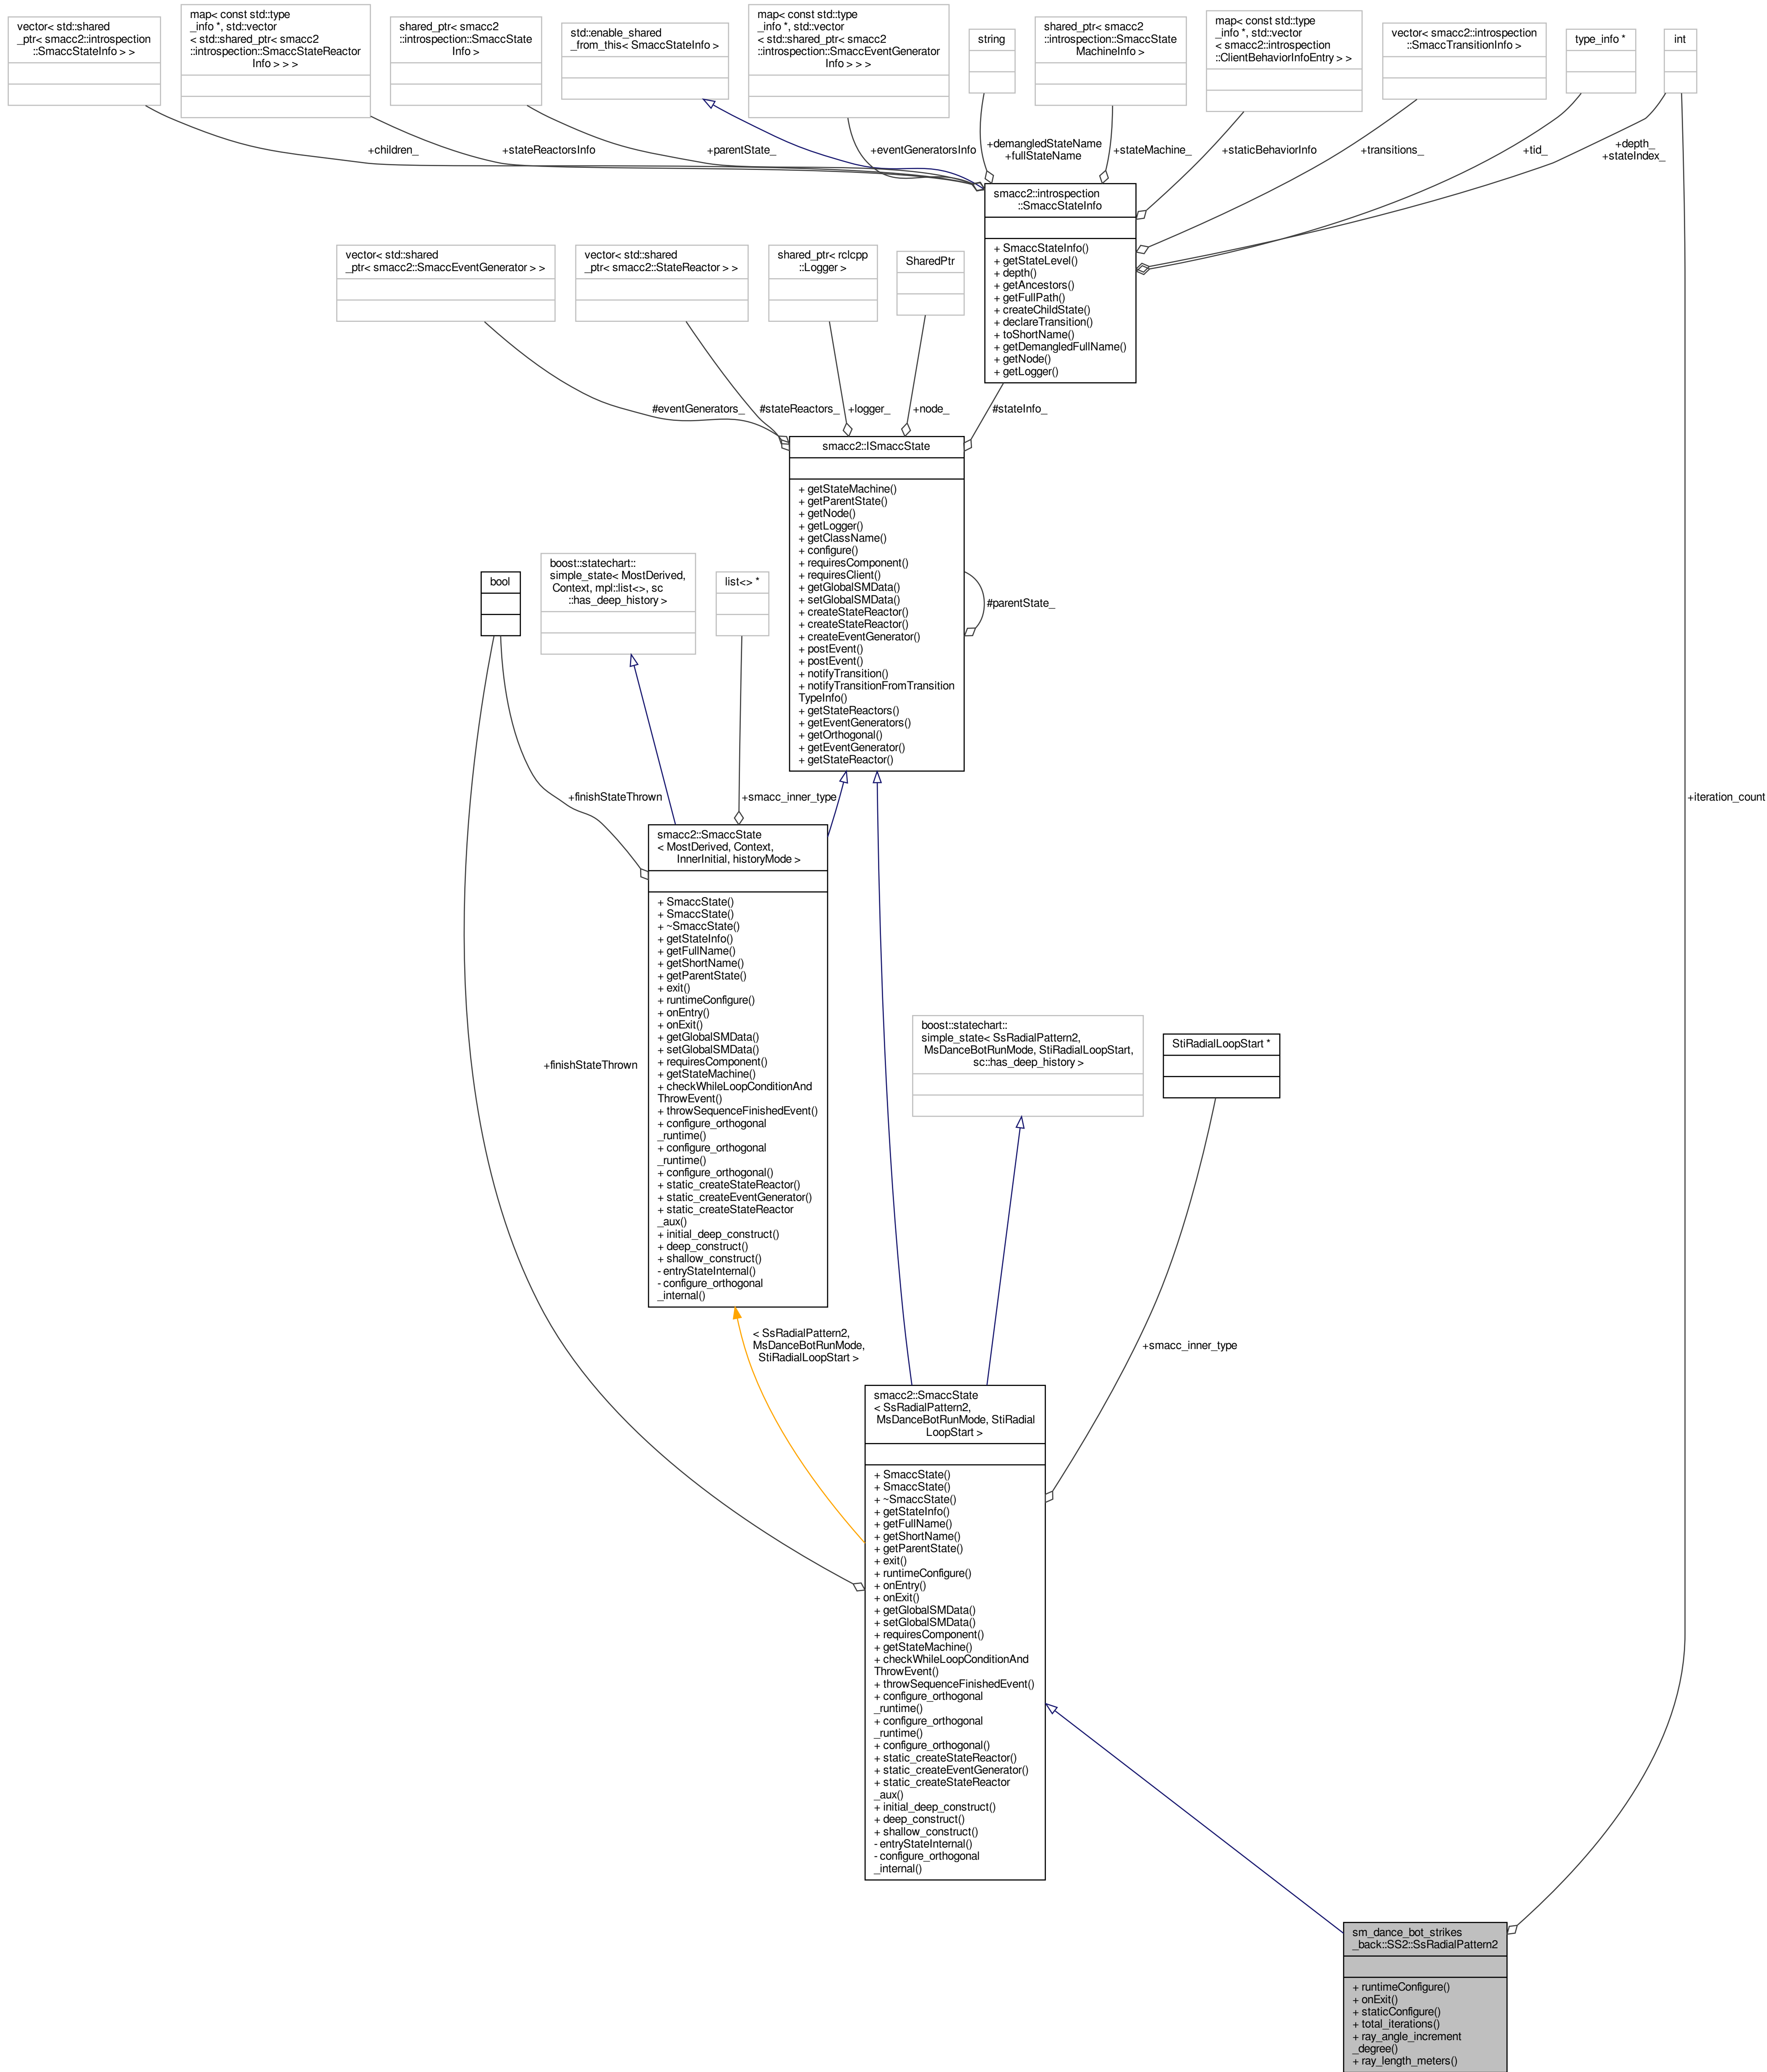 vector< std::shared
_ptr< smacc2::introspection
::SmaccStateInfo > >
map< const std::type
_info *, std::vector
< std::shared_ptr< smacc2
::introspection::SmaccStateReactor
Info > > >
shared_ptr< smacc2
::introspection::SmaccState
Info >
std::enable_shared
_from_this< SmaccStateInfo >
map< const std::type
_info *, std::vector
< std::shared_ptr< smacc2
::introspection::SmaccEventGenerator
Info > > >
string
shared_ptr< smacc2
::introspection::SmaccState
MachineInfo >
map< const std::type
_info *, std::vector
< smacc2::introspection
::ClientBehaviorInfoEntry > >
vector< smacc2::introspection
::SmaccTransitionInfo >
type_info *
int
+children_
+stateReactorsInfo
+parentState_
+eventGeneratorsInfo
+demangledStateName
+fullStateName
+stateMachine_
+staticBehaviorInfo
+transitions_
+tid_
+depth_
+stateIndex_
smacc2::introspection
::SmaccStateInfo
+ SmaccStateInfo()
+ getStateLevel()
+ depth()
+ getAncestors()
+ getFullPath()
+ createChildState()
+ declareTransition()
+ toShortName()
+ getDemangledFullName()
+ getNode()
+ getLogger()
vector< std::shared
_ptr< smacc2::SmaccEventGenerator > >
vector< std::shared
_ptr< smacc2::StateReactor > >
shared_ptr< rclcpp
::Logger >
SharedPtr
#eventGenerators_
#stateReactors_
+logger_
+node_
#stateInfo_
smacc2::ISmaccState
+ getStateMachine()
+ getParentState()
+ getNode()
+ getLogger()
+ getClassName()
+ configure()
+ requiresComponent()
+ requiresClient()
+ getGlobalSMData()
+ setGlobalSMData()
+ createStateReactor()
+ createStateReactor()
+ createEventGenerator()
+ postEvent()
+ postEvent()
+ notifyTransition()
+ notifyTransitionFromTransition
TypeInfo()
+ getStateReactors()
+ getEventGenerators()
+ getOrthogonal()
+ getEventGenerator()
+ getStateReactor()
#parentState_
bool
boost::statechart::
simple_state< MostDerived,
Context, mpl::list<>, sc
::has_deep_history >
list<> *
+finishStateThrown
+smacc_inner_type
+iteration_count
smacc2::SmaccState
< MostDerived, Context,
InnerInitial, historyMode >
+ SmaccState()
+ SmaccState()
+ ~SmaccState()
+ getStateInfo()
+ getFullName()
+ getShortName()
+ getParentState()
+ exit()
+ runtimeConfigure()
+ onEntry()
+ onExit()
+ getGlobalSMData()
+ setGlobalSMData()
+ requiresComponent()
+ getStateMachine()
+ checkWhileLoopConditionAnd
ThrowEvent()
+ throwSequenceFinishedEvent()
+ configure_orthogonal
_runtime()
+ configure_orthogonal
_runtime()
+ configure_orthogonal()
+ static_createStateReactor()
+ static_createEventGenerator()
+ static_createStateReactor
_aux()
+ initial_deep_construct()
+ deep_construct()
+ shallow_construct()
- entryStateInternal()
- configure_orthogonal
_internal()
+finishStateThrown
boost::statechart::
simple_state< SsRadialPattern2,
MsDanceBotRunMode, StiRadialLoopStart,
sc::has_deep_history >
StiRadialLoopStart *
< SsRadialPattern2,
MsDanceBotRunMode,
StiRadialLoopStart >
+smacc_inner_type
smacc2::SmaccState
< SsRadialPattern2,
MsDanceBotRunMode, StiRadial
LoopStart >
+ SmaccState()
+ SmaccState()
+ ~SmaccState()
+ getStateInfo()
+ getFullName()
+ getShortName()
+ getParentState()
+ exit()
+ runtimeConfigure()
+ onEntry()
+ onExit()
+ getGlobalSMData()
+ setGlobalSMData()
+ requiresComponent()
+ getStateMachine()
+ checkWhileLoopConditionAnd
ThrowEvent()
+ throwSequenceFinishedEvent()
+ configure_orthogonal
_runtime()
+ configure_orthogonal
_runtime()
+ configure_orthogonal()
+ static_createStateReactor()
+ static_createEventGenerator()
+ static_createStateReactor
_aux()
+ initial_deep_construct()
+ deep_construct()
+ shallow_construct()
- entryStateInternal()
- configure_orthogonal
_internal()
sm_dance_bot_strikes
_back::SS2::SsRadialPattern2
+ runtimeConfigure()
+ onExit()
+ staticConfigure()
+ total_iterations()
+ ray_angle_increment
_degree()
+ ray_length_meters()